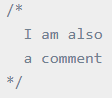 /*
I am also
a comment
*/